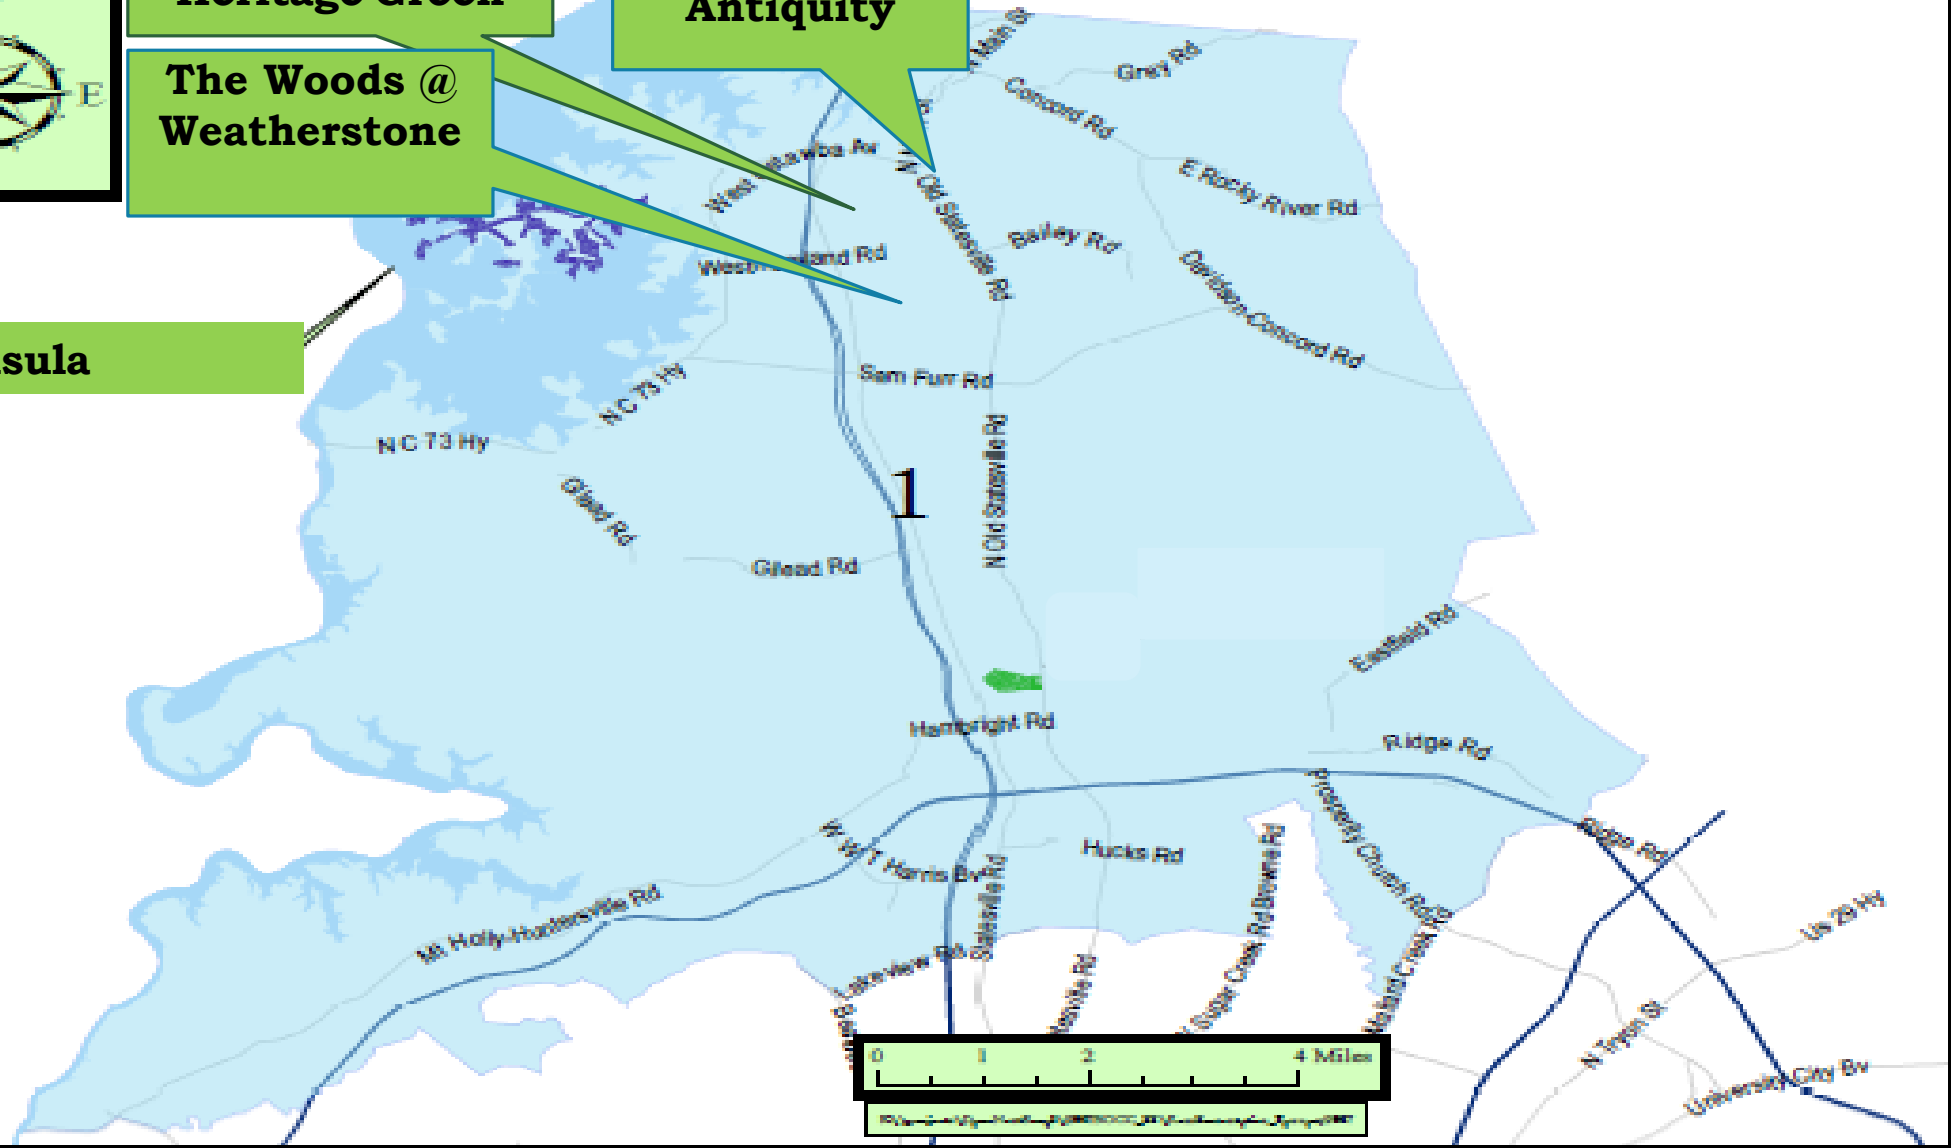 Heritage Green
Antiquity
The Woods @
Weatherstone
E
sula
N Main St
Grey Rd
Concord Rd
West Catawba Av
E Rocky River Rd
N Old Statesville Rd
Bailey Rd
Davidson-Concord Rd
Sam Furr Rd
NC 73 Hy
NC 73 Hy
N Old Statesville Rd
1
Gilead Rd
Gilead Rd
Eastfield Rd
Hambright Rd
Ridge Rd
Prosperity Church Rd
W W T Harris Bv
Hucks Rd
Browne Rd
Ridge Rd
Statesville Rd
Mt Holly-Huntersville Rd
Us 29 Hy
Lakeview Rd
Sugar Creek Rd
Mallard Creek Rd
N Tryon St
0 1 2 4 Miles
University City Bv